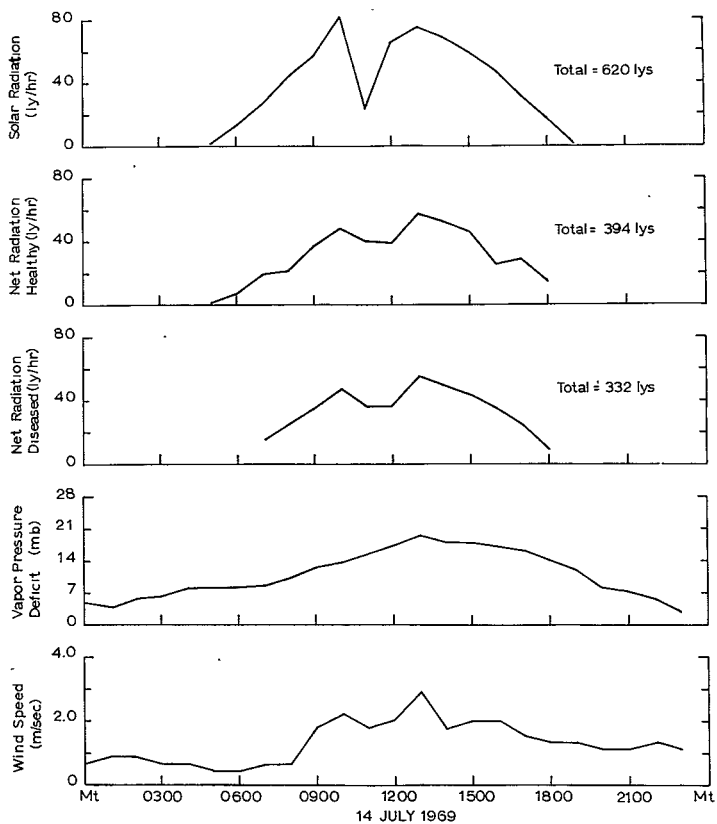 80
40
0
Solar Radiation
(ly/hr)
Total = 620 lys
80
40
0
Net Radiation
Healthy (ly/hr)
Total = 394 lys
80
40
0
Net Radiation
Diseased (ly/hr)
Total = 332 lys
28
21
14
7
0
Vapor Pressure
Deficit (mb)
4.0
2.0
0
Wind Speed
(m/sec)
Mt 0300 0600 0900 1200 1500 1800 2100 Mt
14 JULY 1969